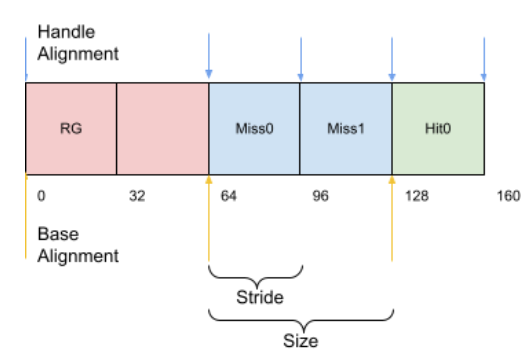 Handle
Alignment
RG
Miss0
Miss1
Hit0
0
32
64
96
128
160
Base
Alignment
Stride
Size